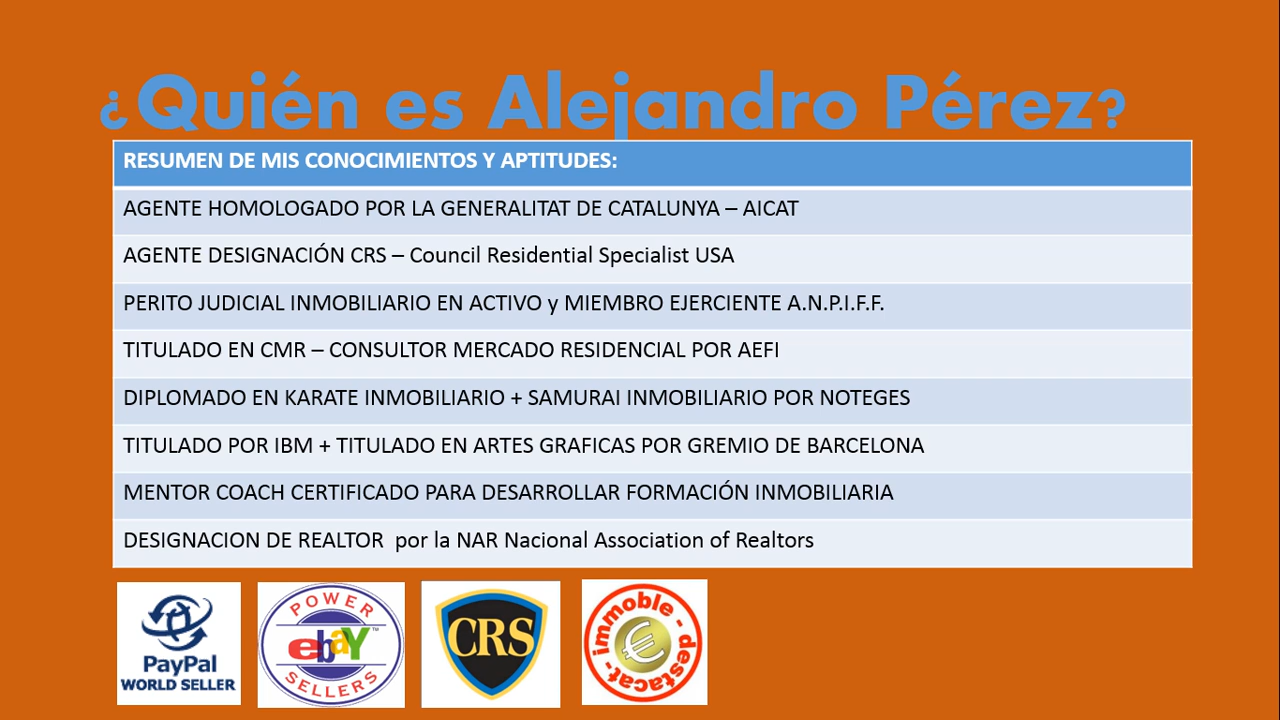 ¿Quién es Alejandro Pérez?
RESUMEN DE MIS CONOCIMIENTOS Y APTITUDES:
AGENTE HOMOLOGADO POR LA GENERALITAT DE CATALUNYA – AICAT
AGENTE DESIGNACIÓN CRS – Council Residential Specialist USA
PERITO JUDICIAL INMOBILIARIO EN ACTIVO y MIEMBRO EJERCIENTE A.N.P.I.F.F.
TITULADO EN CMR – CONSULTOR MERCADO RESIDENCIAL POR AEFI
DIPLOMADO EN KARATE INMOBILIARIO + SAMURAI INMOBILIARIO POR NOTEGES
TITULADO POR IBM + TITULADO EN ARTES GRAFICAS POR GREMIO DE BARCELONA
MENTOR COACH CERTIFICADO PARA DESARROLLAR FORMACIÓN INMOBILIARIA
DESIGNACION DE REALTOR  por la NAR Nacional Association of Realtors
PayPal
WORLD SELLER
POWER
ebaY™
SELLERS
CRS
immoble - destacat -
€